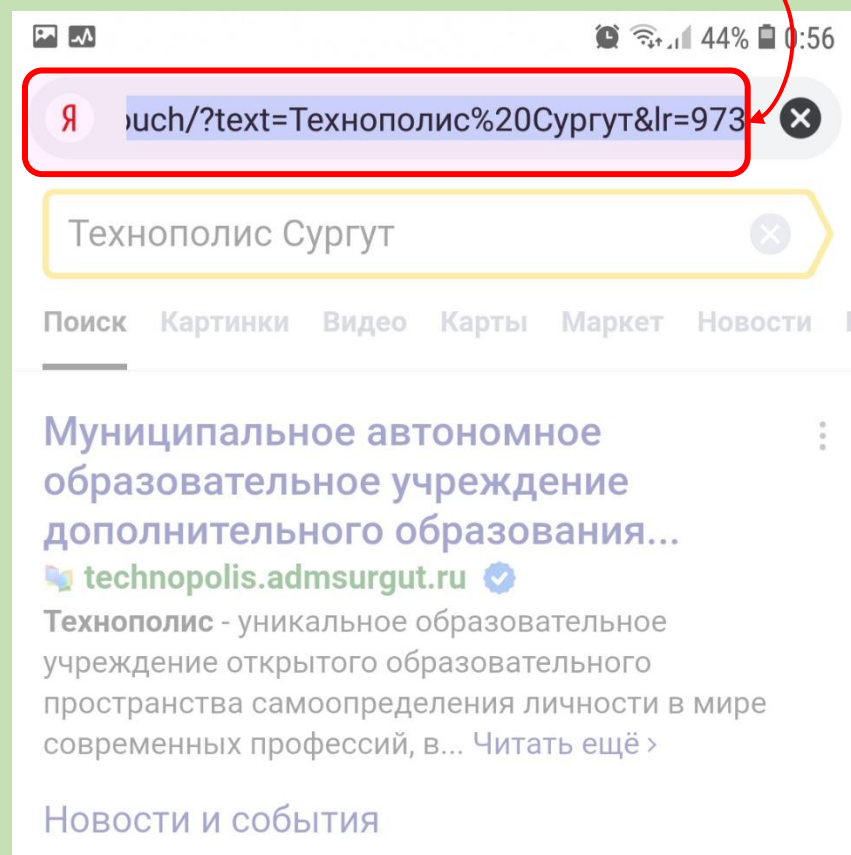 44% 0:56
Я ouch/?text=Технополис%20Сургут&lr=973
Технополис Сургут
Поиск Картинки Видео Карты Маркет Новости
Муниципальное автономное
образовательное учреждение
дополнительного образования...
technopolis.admsurgut.ru
Технополис - уникальное образовательное
учреждение открытого образовательного
пространства самоопределения личности в мире
современных профессий, в... Читать ещё >
Новости и события